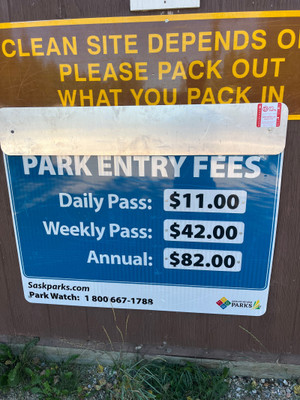 CLEAN SITE DEPENDS O
PLEASE PACK OUT
WHAT YOU PACK IN
PARK ENTRY FEES
Daily Pass: $11.00
Weekly Pass: $42.00
Annual: $82.00
Saskparks.com
Park Watch: 1 800 667-1788
PARKS